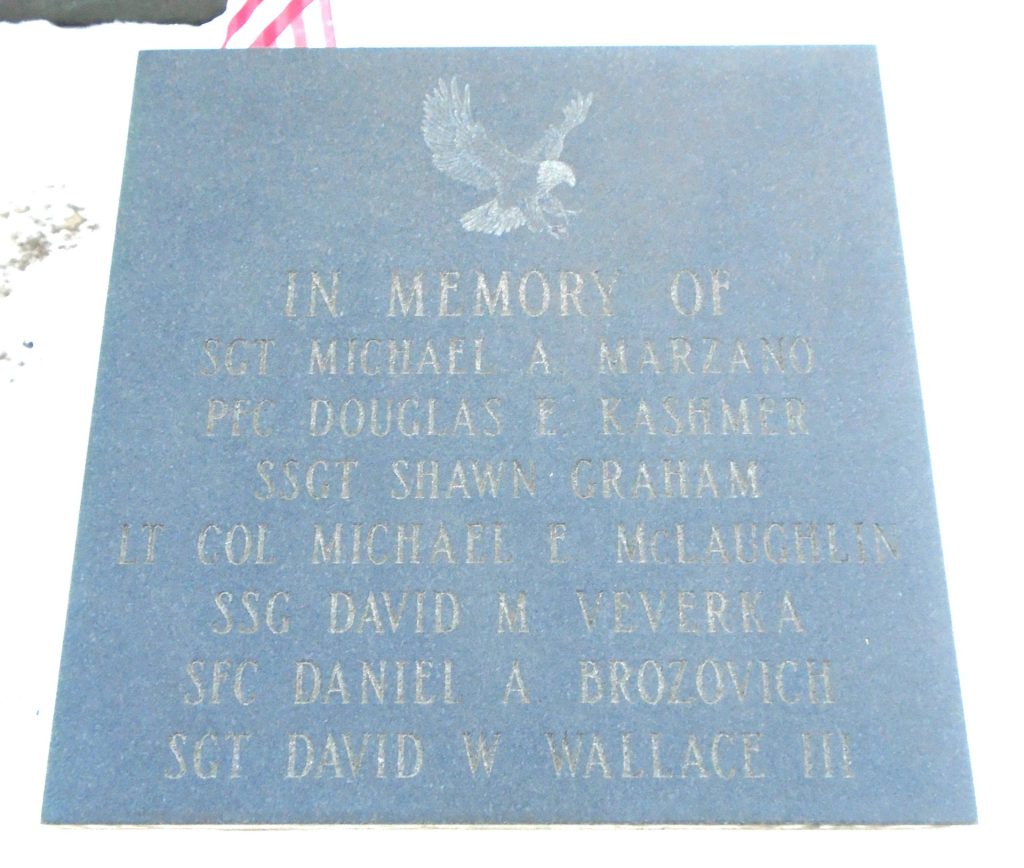 IN MEMORY OF
SGT MICHAEL A. MARZANO
PFC DOUGLAS E. KASHMER
SSGT SHAWN GRAHAM
LT COL MICHAEL E. McLAUGHLIN
SSG DAVID M. VEVERKA
SFC DANIEL A. BROZOVICH
SGT DAVID W. WALLACE III